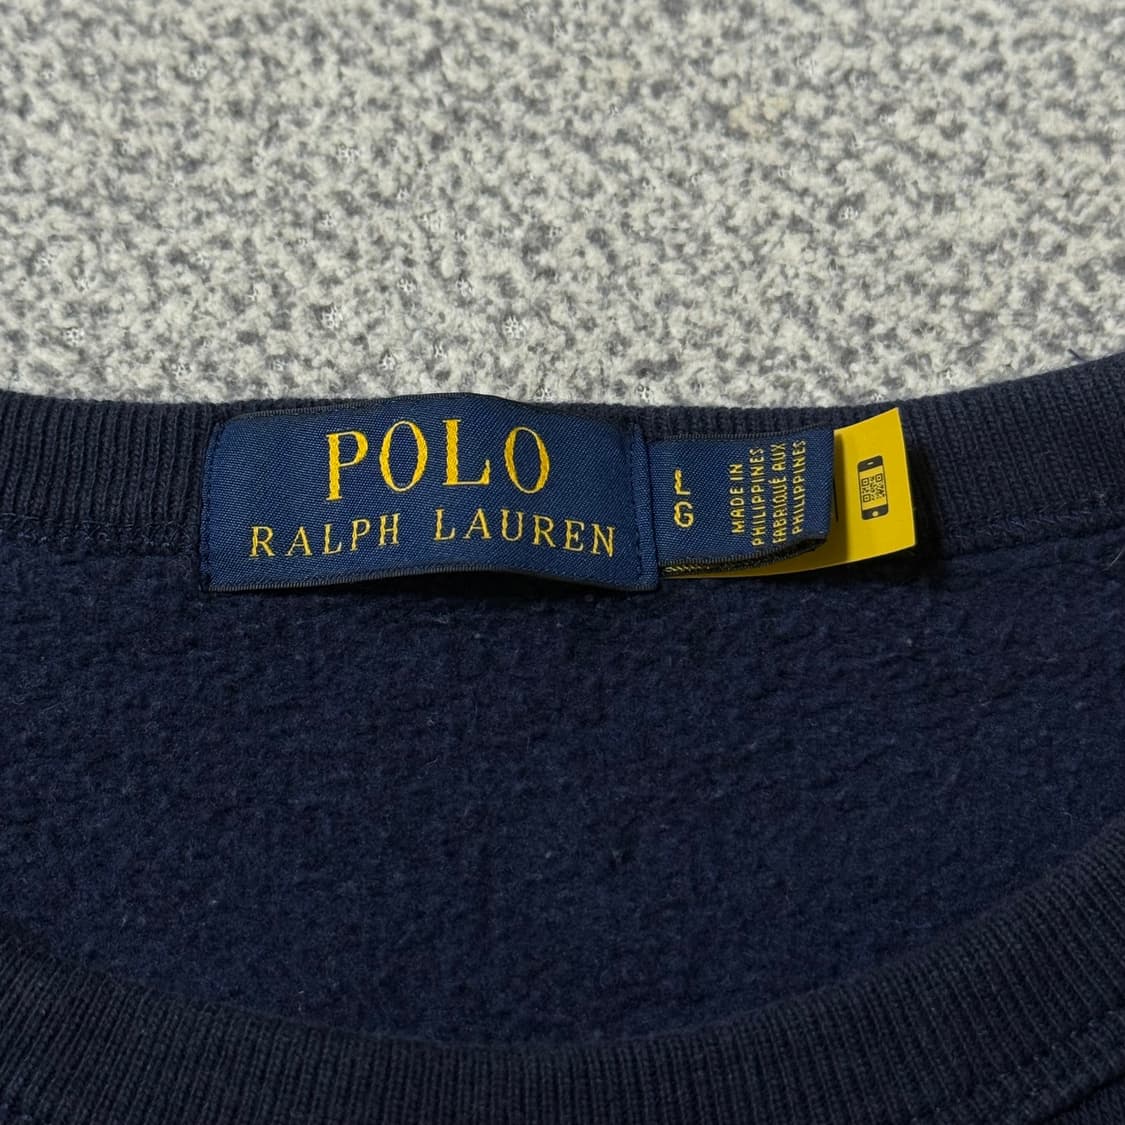 POLO
RALPH LAUREN
L
G
MADE IN
PHILIPPINES
FABRIQUÉ AUX
PHILIPPINES